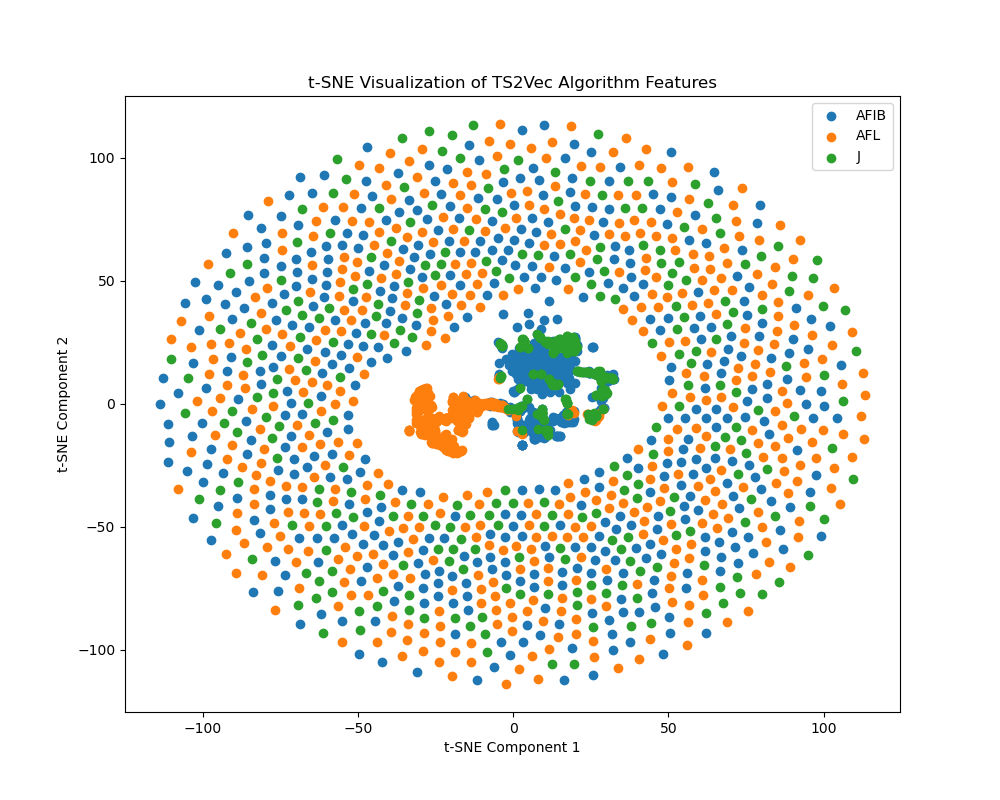 t-SNE Visualization of TS2Vec Algorithm Features
AFIB
AFL
J
100
50
0
−50
−100
t-SNE Component 2
−100
−50
0
50
100
t-SNE Component 1